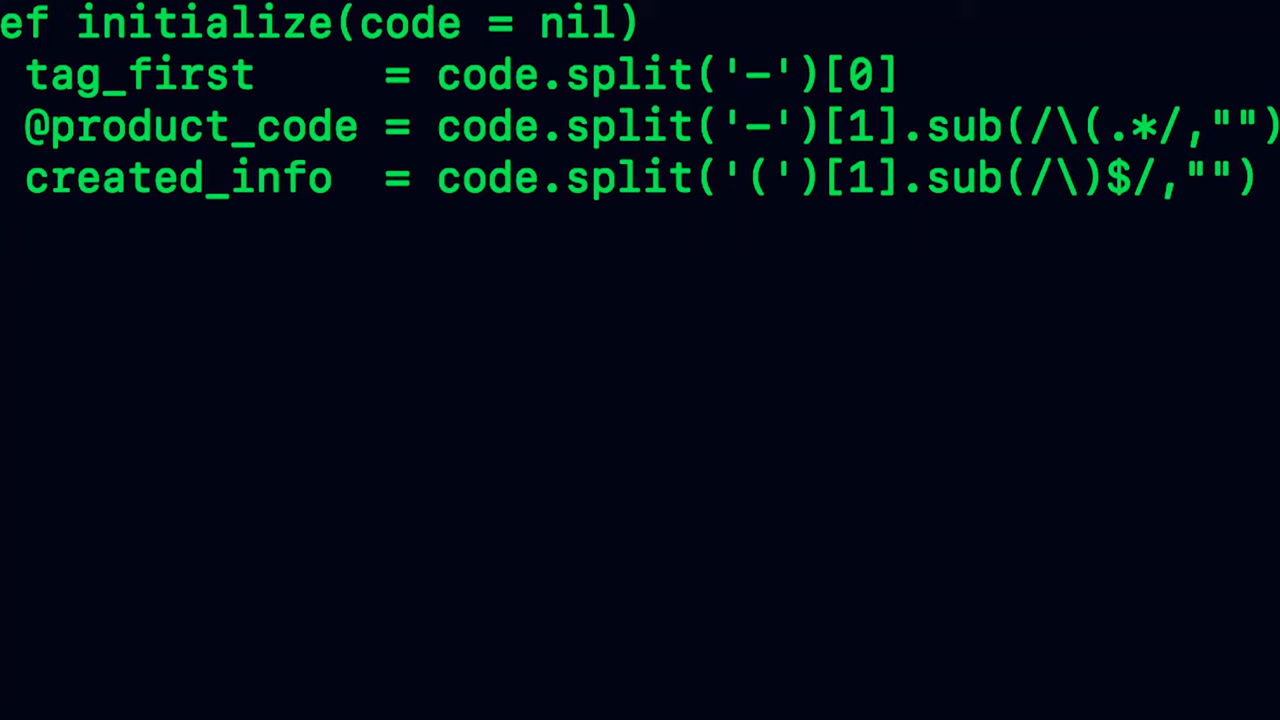 ef initialize(code = nil)
tag_first = code.split('-')[0]
@product_code = code.split('-')[1].sub(/\(.*/,"")
created_info = code.split('(')[1].sub(/\)$/,"")